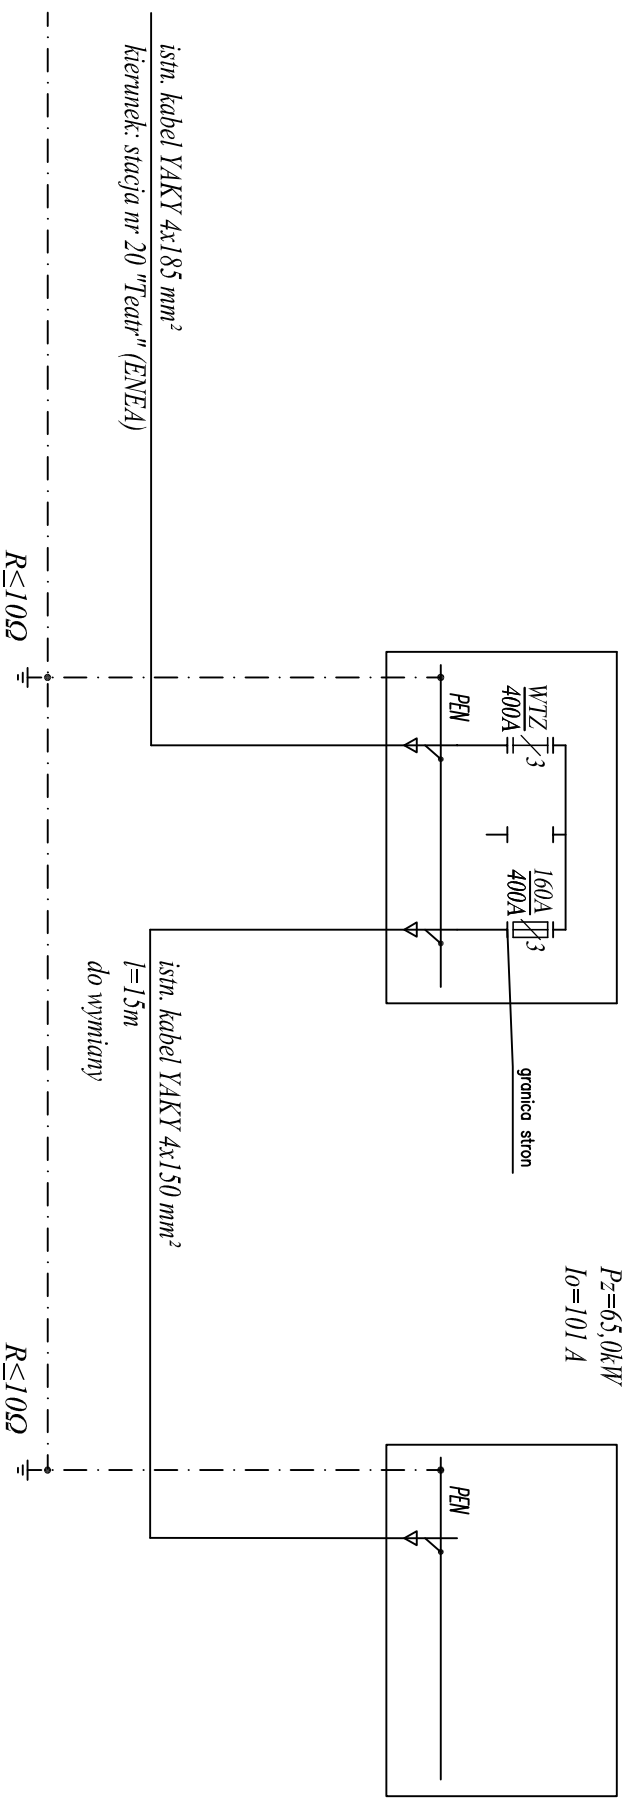 istn. kabel YAKY 4x185 mm²
kierunek: stacja nr 20 "Teatr" (ENEA)
R≤10Ω
PEN
WTZ
400A
3
160A
400A
3
granica stron
istn. kabel YAKY 4x150 mm²
l=15m
do wymiany
Pz=65,0kW
Io=101 A
PEN
R≤10Ω